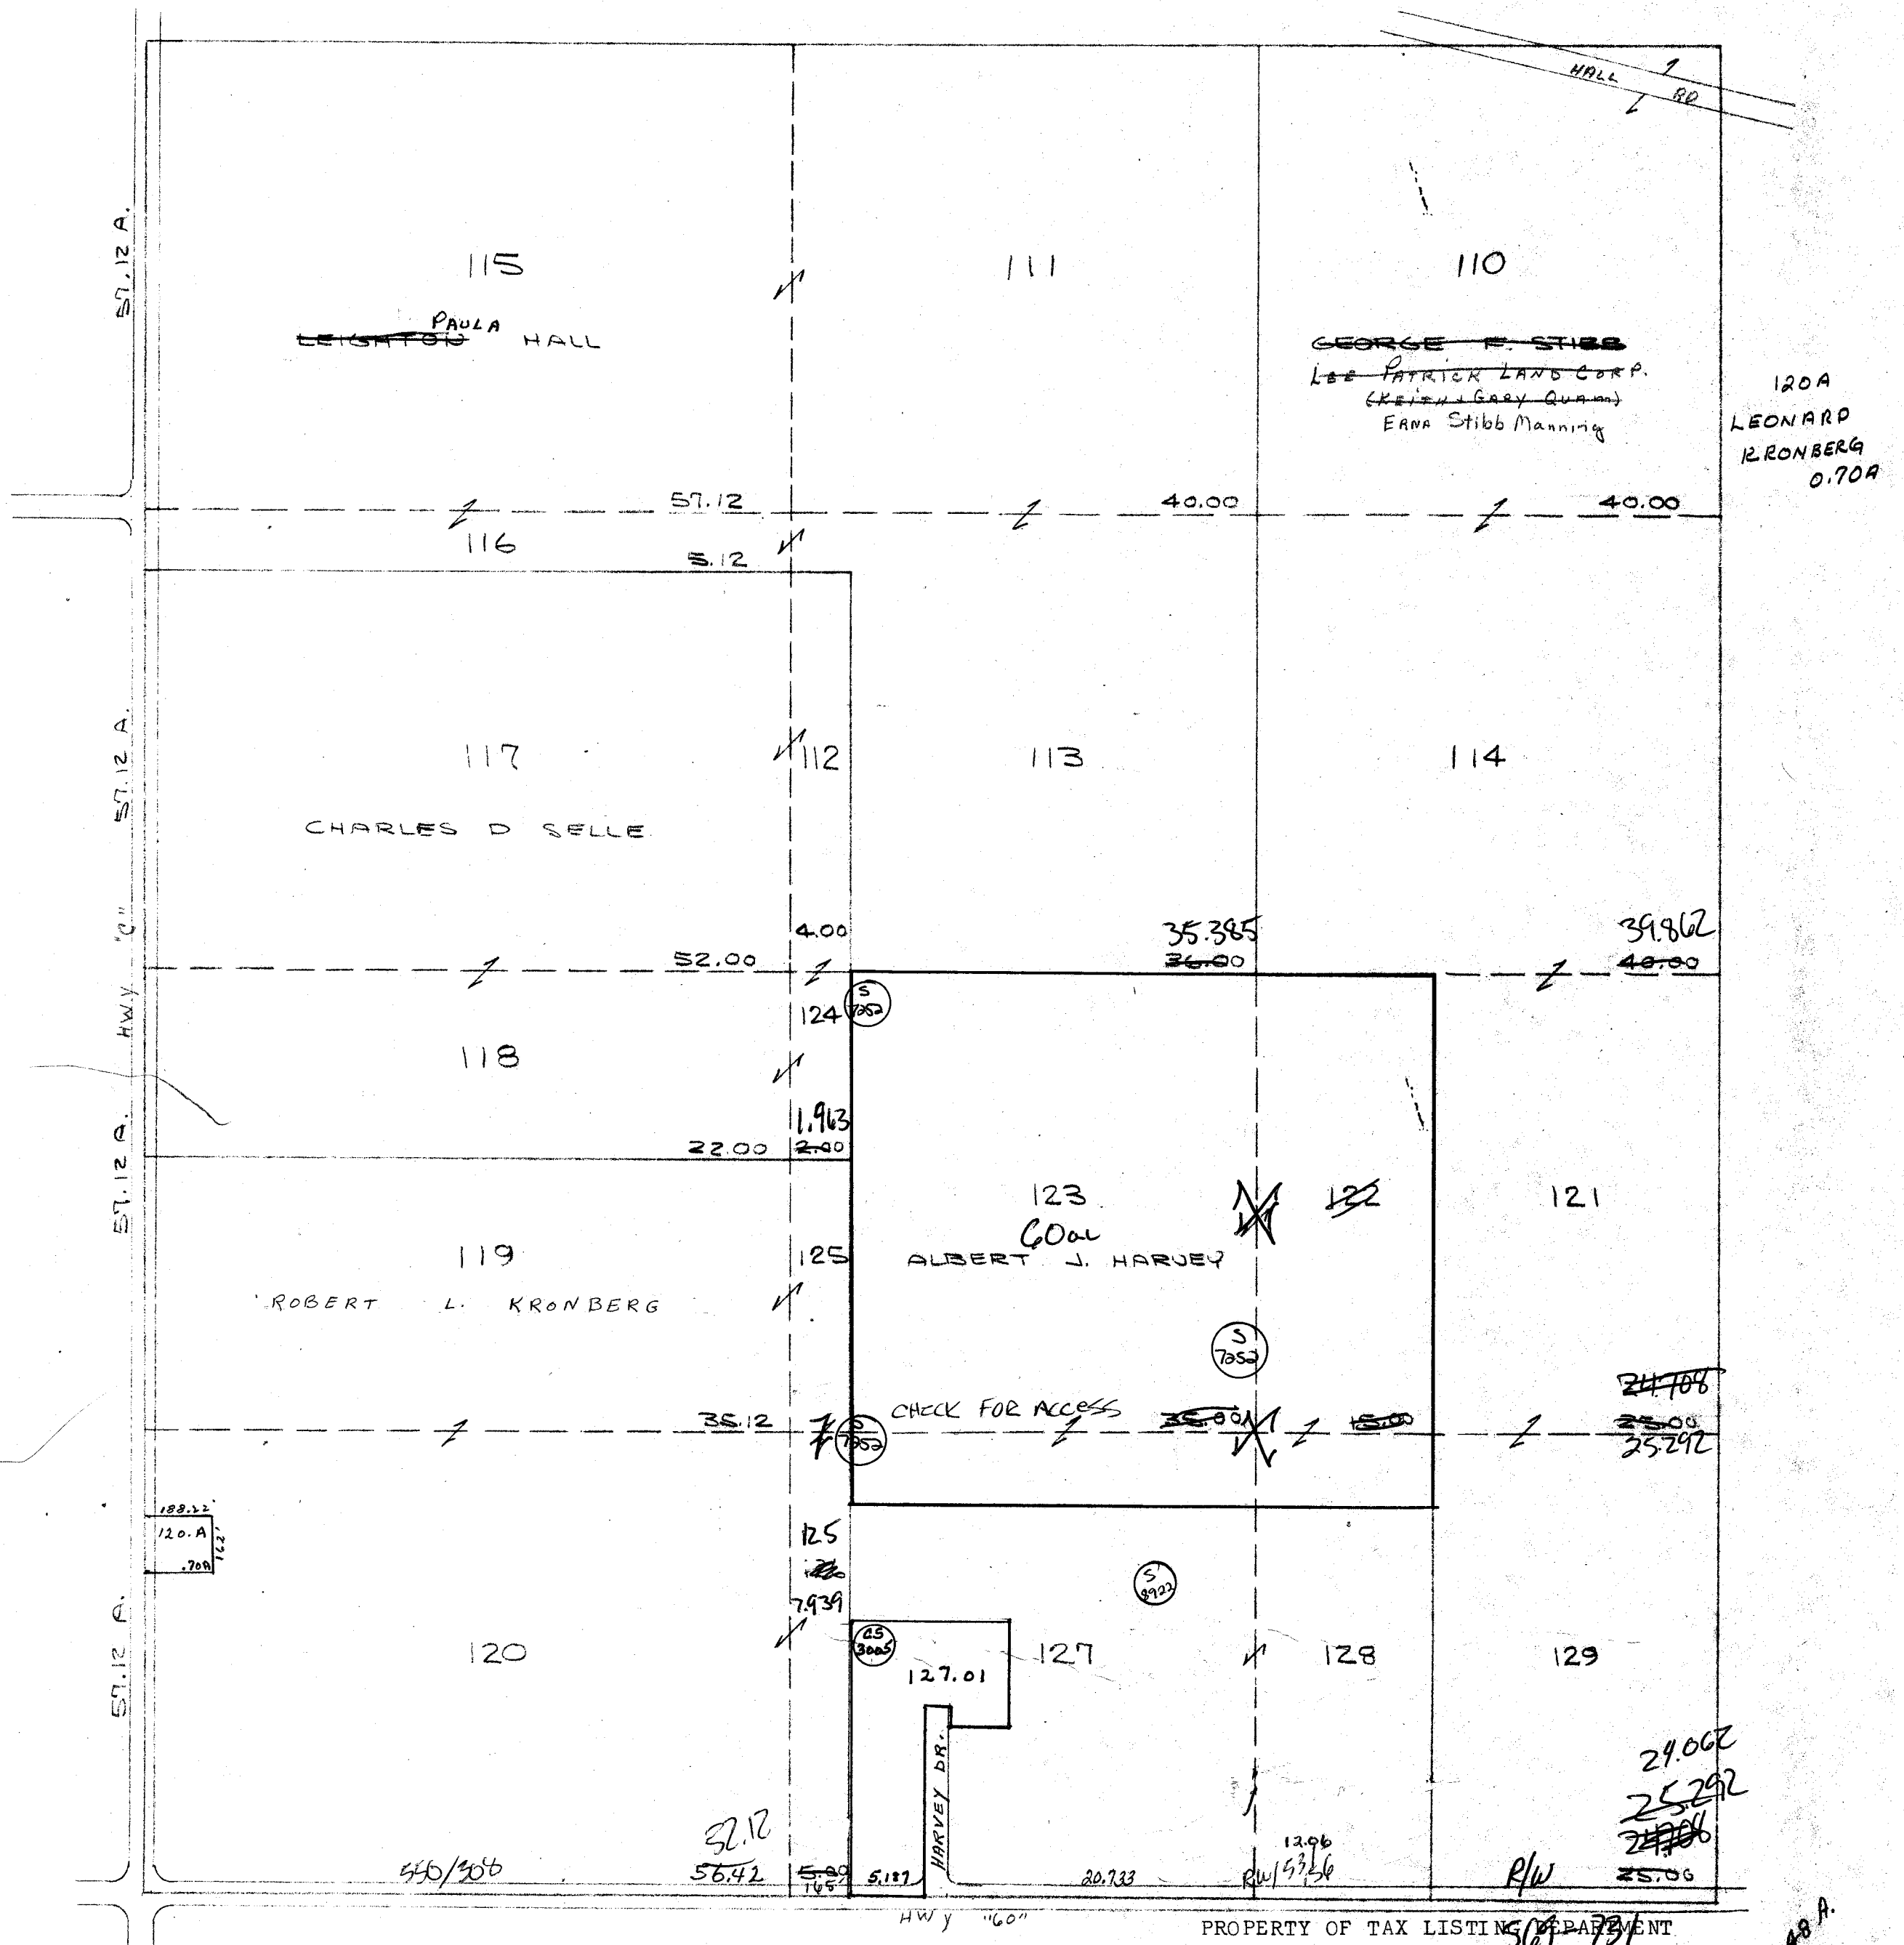 HALL RD
57.12 A.
115
111
110
PAULA
LEIGHTON HALL
GEORGE F. STIBB
LEE PATRICK LAND CORP.
(KEITH & GARY QUAM)
ERNA Stibb Manning
120A
LEONARD
KRONBERG
0.70A
57.12
40.00
40.00
116
5.12
57.12 A.
117
112
113
114
CHARLES D SELLE
4.00
35.385
39.862
52.00
36.00
40.00
HWY "C"
S
7252
124
118
1.963
22.00
2.00
57.12 A.
123
122
121
60ac
119
125
ALBERT J. HARVEY
ROBERT L. KRONBERG
S
7252
24.708
CHECK FOR ACCESS
35.12
S
7252
35.00
15.00
25.00
25.292
188.22'
120.A
162'
.70A
125
S
8922
7.939
57.12 A.
120
CS
3005
127
128
129
127.01
HARVEY DR.
24.062
25.292
24.708
52.12
12.06
550/308
56.42
5.187
20.733
R/W
R/W
25.00
HWY "60"
PROPERTY OF TAX LISTING DEPARTMENT